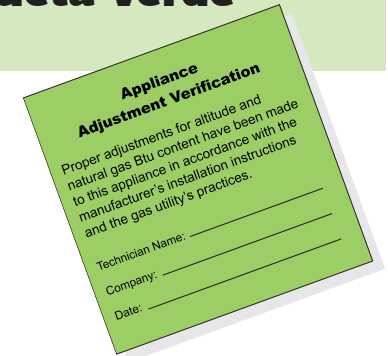 Verde
Appliance
Adjustment Verification
Proper adjustments for altitude and
natural gas Btu content have been made
to this appliance in accordance with the
manufacturer's installation instructions
and the gas utility's practices.
Technician Name:
Company:
Date: